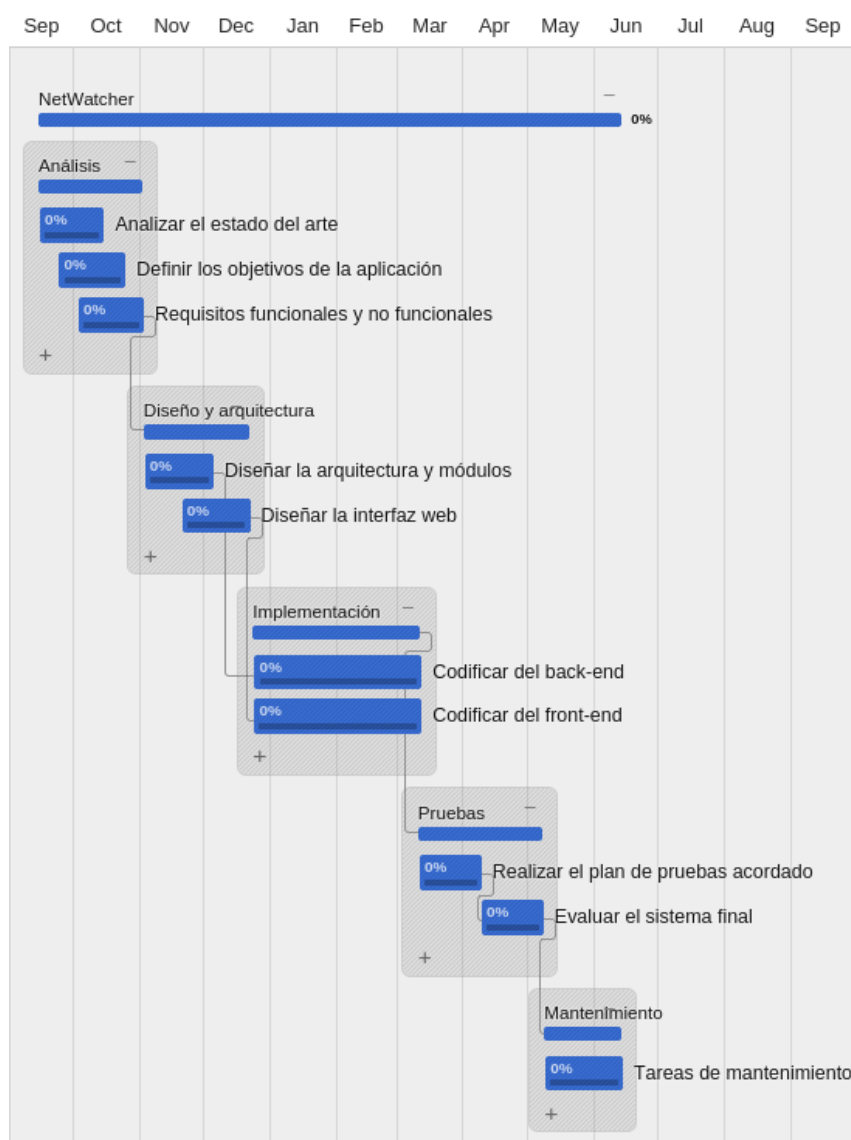 Sep Oct Nov Dec Jan Feb Mar Apr May Jun Jul Aug Sep
NetWatcher
0%
Análisis
0% Analizar el estado del arte
0% Definir los objetivos de la aplicación
0% Requisitos funcionales y no funcionales
Diseño y arquitectura
0% Diseñar la arquitectura y módulos
0% Diseñar la interfaz web
Implementación
0% Codificar del back-end
0% Codificar del front-end
Pruebas
0% Realizar el plan de pruebas acordado
0% Evaluar el sistema final
Mantenimiento
0% Tareas de mantenimiento